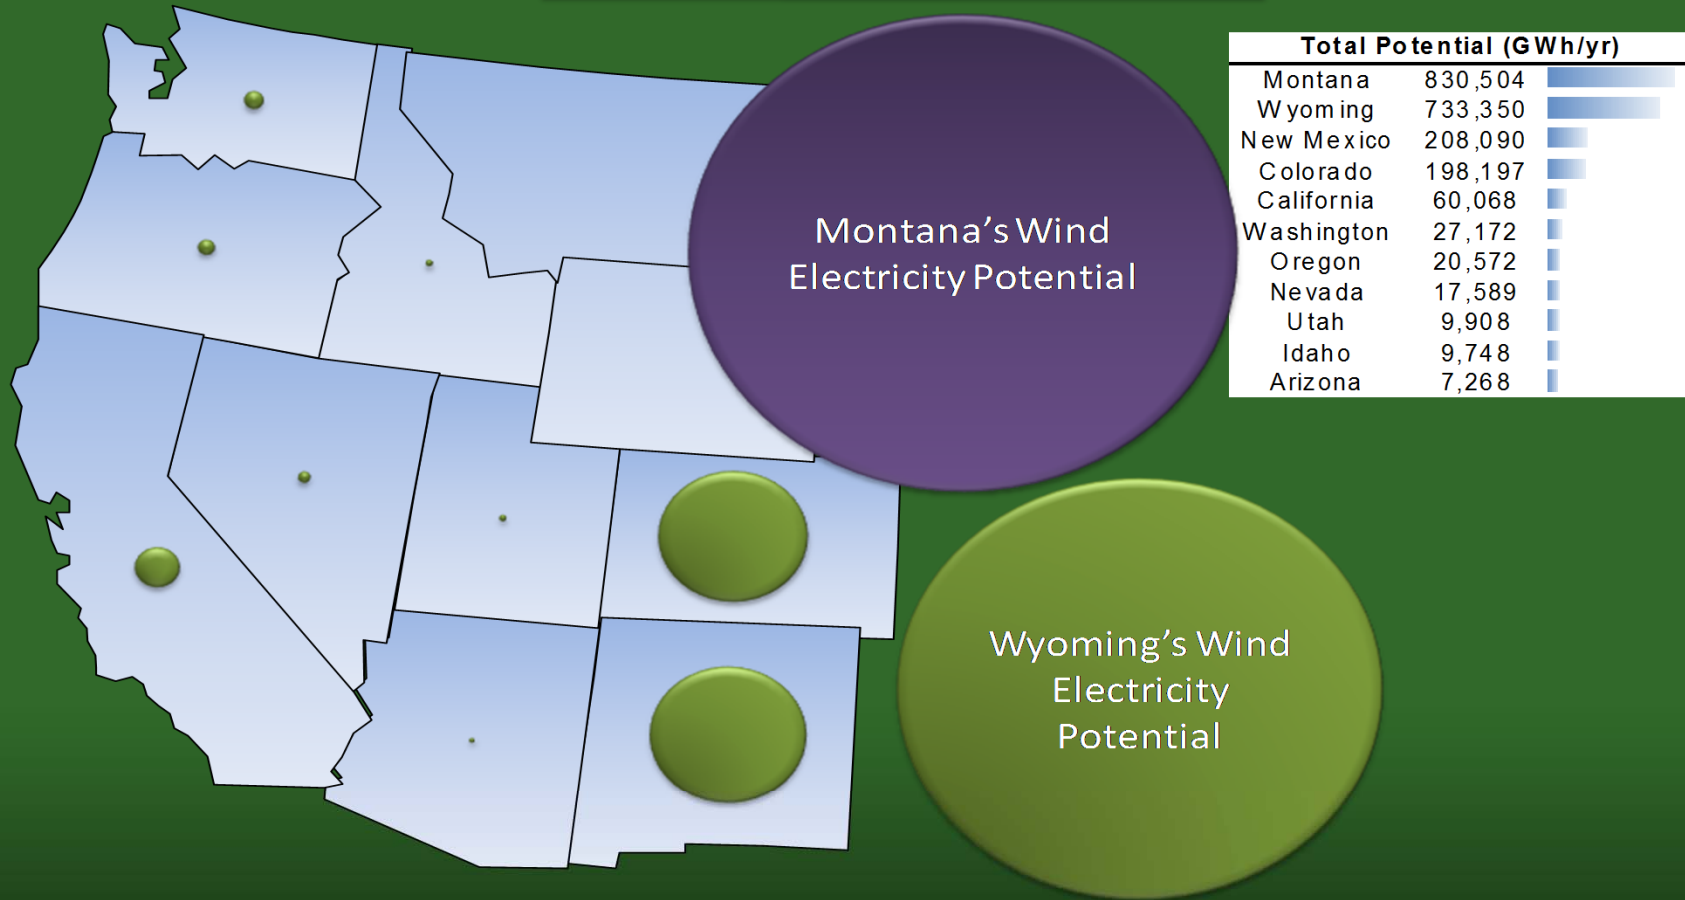 Montana's Wind
Electricity Potential
Total Potential (GWh/yr)
Montana 830,504
Wyoming 733,350
New Mexico 208,090
Colorado 198,197
California 60,068
Washington 27,172
Oregon 20,572
Nevada 17,589
Utah 9,908
Idaho 9,748
Arizona 7,268
Wyoming's Wind
Electricity
Potential